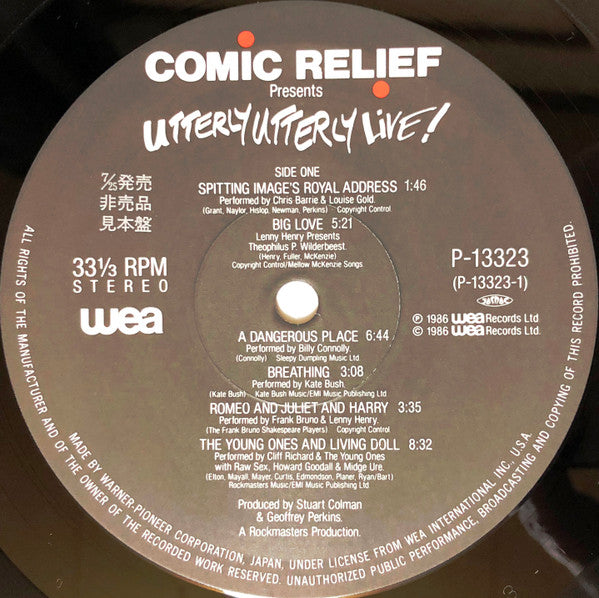 COMIC RELIEF
Presents
UTTERLY UTTERLY LIVE!
SIDE ONE
SPITTING IMAGE'S ROYAL ADDRESS 1:46
Performed by Chris Barrie & Louise Gold.
(Grant, Naylor, Hislop, Newman, Perkins) Copyright Control
BIG LOVE 5:21
Lenny Henry Presents
Theophilus P. Wilderbeest.
(Henry, Fuller, McKenzie)
Copyright Control/Mellow McKenzie Songs
7/25発売
非売品
見本盤
33 1/3 RPM
STEREO
wea
P-13323
(P-13323-1)
JASRAC
Ⓟ 1986 wea Records Ltd.
© 1986 wea Records Ltd.
A DANGEROUS PLACE 6:44
Performed by Billy Connolly.
(Connolly) Sleepy Dumpling Music Ltd
BREATHING 3:08
Performed by Kate Bush.
(Kate Bush) Kate Bush Music/EMI Music Publishing Ltd
ROMEO AND JULIET AND HARRY 3:35
Performed by Frank Bruno & Lenny Henry.
(The Frank Bruno Shakespeare Players) Copyright Control
THE YOUNG ONES AND LIVING DOLL 8:32
Performed by Cliff Richard & The Young Ones
with Raw Sex, Howard Goodall & Midge Ure.
(Elton, Mayall, Mayer, Curtis, Edmondson, Planer, Ryan/Bart)
Rockmasters Music/EMI Music Publishing Ltd
Produced by Stuart Colman
& Geoffrey Perkins.
A Rockmasters Production.
MADE BY WARNER-PIONEER CORPORATION, JAPAN, UNDER LICENSE FROM WEA INTERNATIONAL INC., U.S.A.
ALL RIGHTS OF THE MANUFACTURER AND OF THE OWNER OF THE RECORDED WORK RESERVED. UNAUTHORIZED PUBLIC PERFORMANCE, BROADCASTING AND COPYING OF THIS RECORD PROHIBITED.